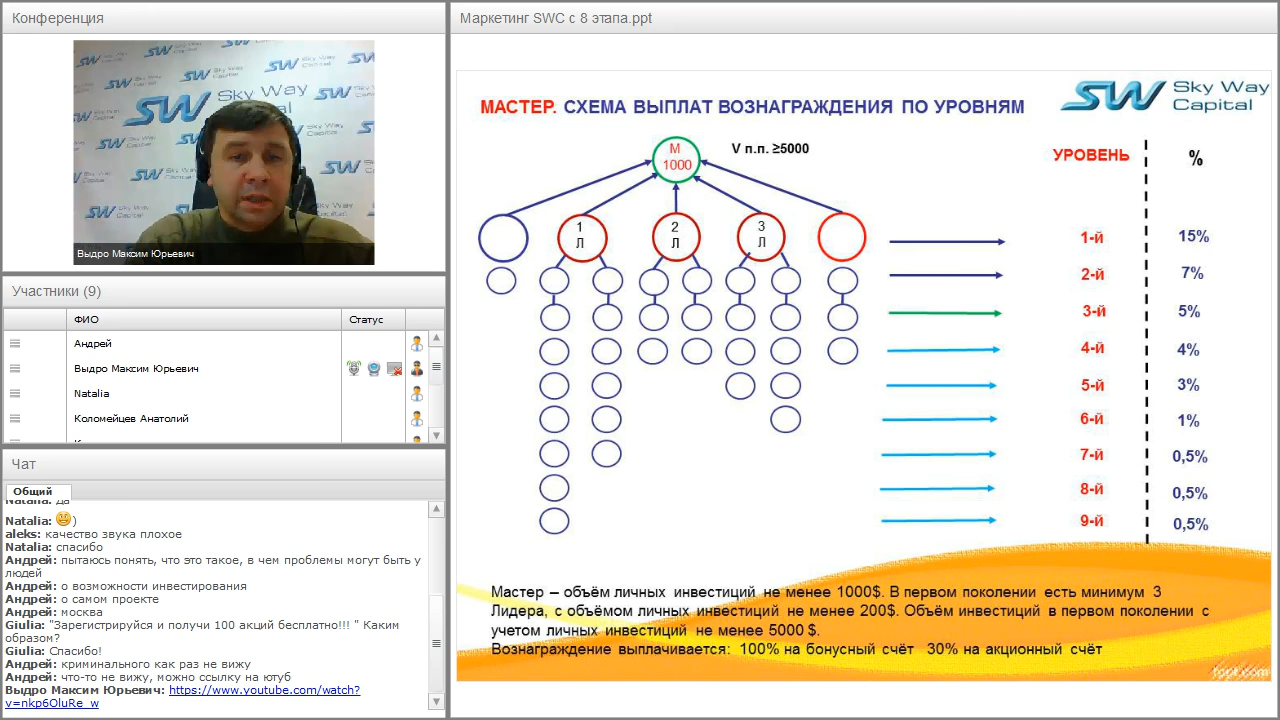 Конференция
SW
Sky Way
Capital
Выдро Максим Юрьевич
Участники (9)
ФИО
Статус
Андрей
Выдро Максим Юрьевич
Natalia
Коломейцев Анатолий
Чат
Общий
Natalia: да
Natalia: )
aleks: качество звука плохое
Natalia: спасибо
Андрей: пытаюсь понять, что это такое, в чем проблемы могут быть у
людей
Андрей: о возможности инвестирования
Андрей: о самом проекте
Андрей: москва
Giulia: "Зарегистрируйся и получи 100 акций бесплатно!!! " Каким
образом?
Giulia: Спасибо!
Андрей: криминального как раз не вижу
Андрей: что-то не вижу, можно ссылку на ютуб
Выдро Максим Юрьевич: https://www.youtube.com/watch?
v=nkp6OluRe_w
Маркетинг SWC с 8 этапа.ppt
МАСТЕР. СХЕМА ВЫПЛАТ ВОЗНАГРАЖДЕНИЯ ПО УРОВНЯМ
SW Sky Way
Capital
М
1000
V п.п. ≥5000
УРОВЕНЬ %
1
Л
2
Л
3
Л
1-й 15%
2-й 7%
3-й 5%
4-й 4%
5-й 3%
6-й 1%
7-й 0,5%
8-й 0,5%
9-й 0,5%
Мастер – объём личных инвестиций не менее 1000$. В первом поколении есть минимум 3
Лидера, с объёмом личных инвестиций не менее 200$. Объём инвестиций в первом поколении с
учетом личных инвестиций не менее 5000 $.
Вознаграждение выплачивается: 100% на бонусный счёт 30% на акционный счёт
fppt.com